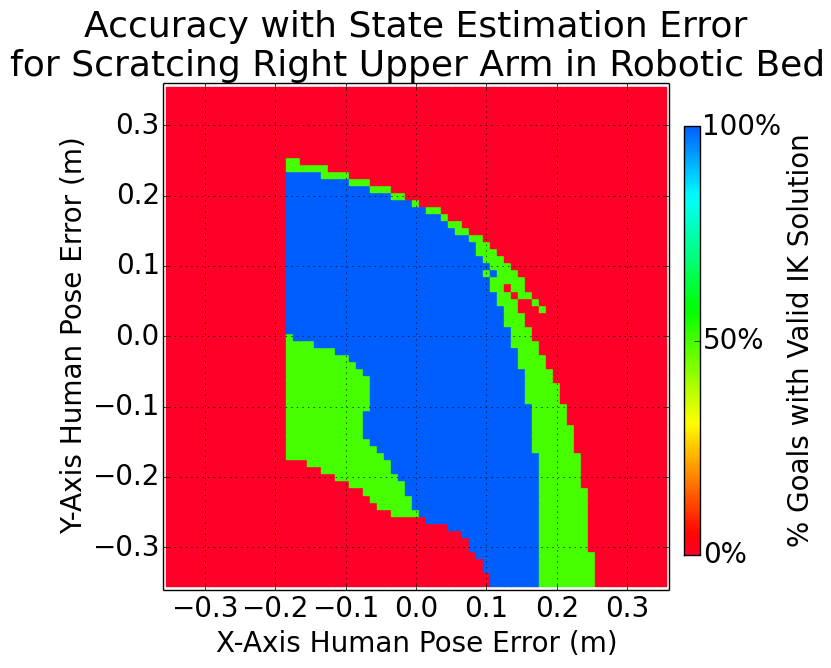 Accuracy with State Estimation Error
for Scratcing Right Upper Arm in Robotic Bed
0.3
0.2
0.1
0.0
−0.1
−0.2
−0.3
Y-Axis Human Pose Error (m)
−0.3 −0.2 −0.1 0.0 0.1 0.2 0.3
X-Axis Human Pose Error (m)
100%
50%
0%
% Goals with Valid IK Solution